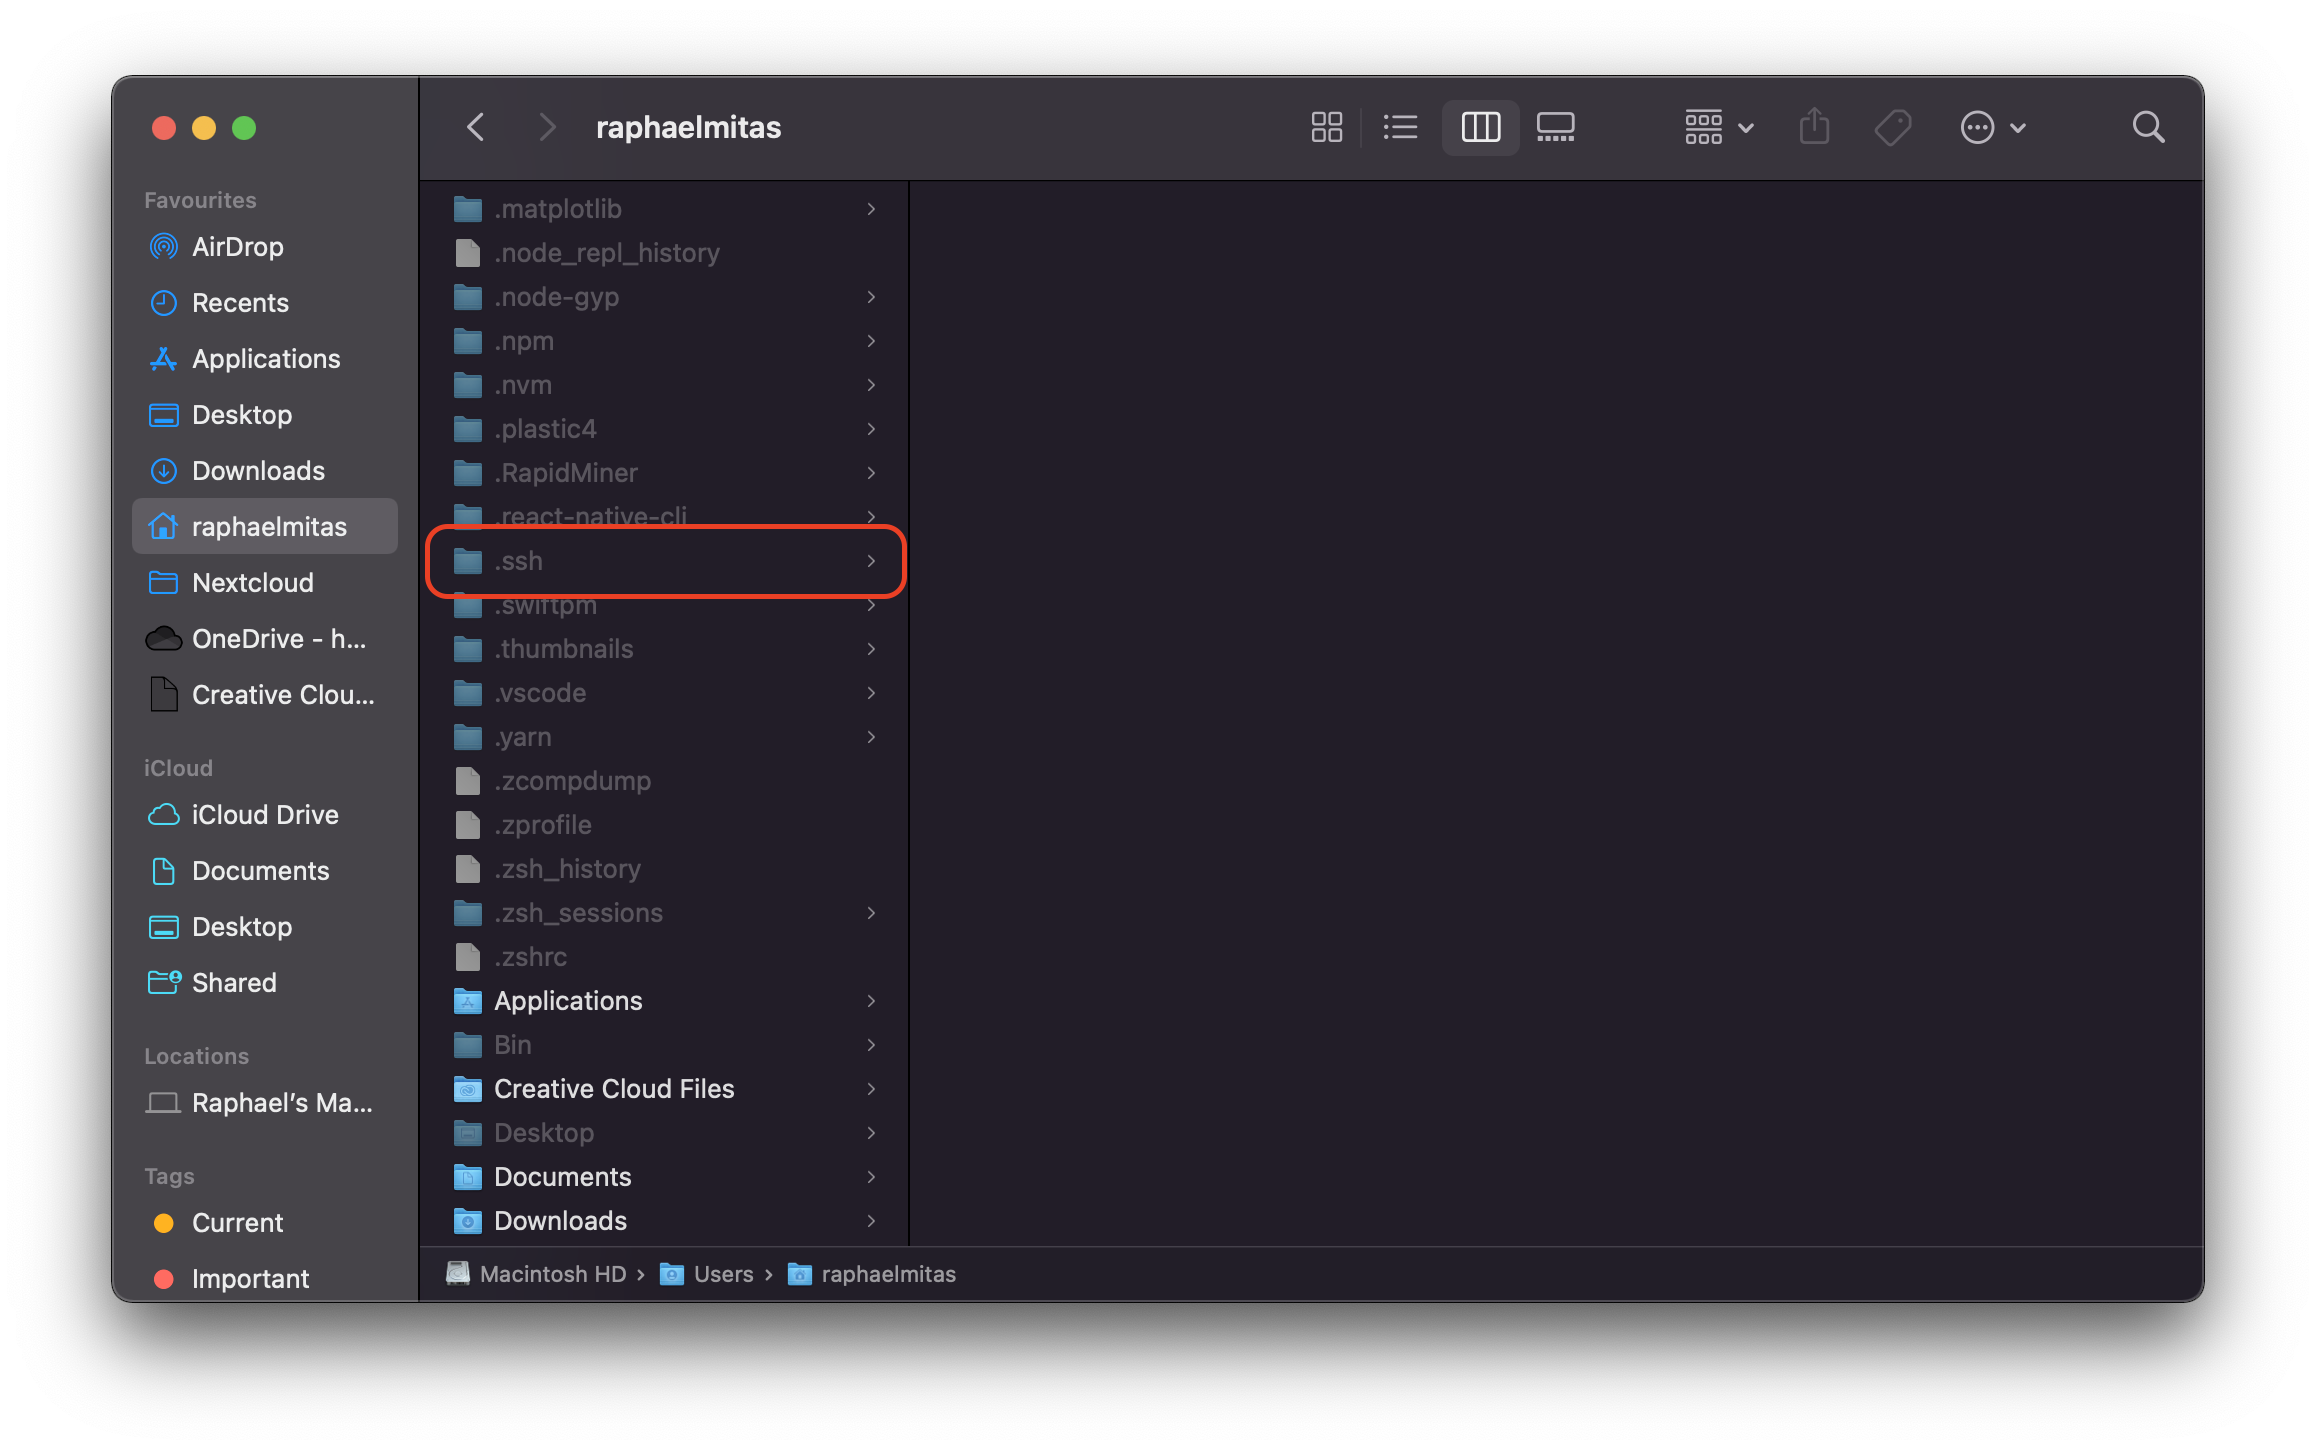 raphaelmitas
Favourites
AirDrop
Recents
Applications
Desktop
Downloads
raphaelmitas
Nextcloud
OneDrive - h...
Creative Clou...
iCloud
iCloud Drive
Documents
Desktop
Shared
Locations
Raphael’s Ma...
Tags
Current
Important
.matplotlib
.node_repl_history
.node-gyp
.npm
.nvm
.plastic4
.RapidMiner
.react-native-cli
.ssh
.swiftpm
.thumbnails
.vscode
.yarn
.zcompdump
.zprofile
.zsh_history
.zsh_sessions
.zshrc
Applications
Bin
Creative Cloud Files
Desktop
Documents
Downloads
Macintosh HD › Users › raphaelmitas